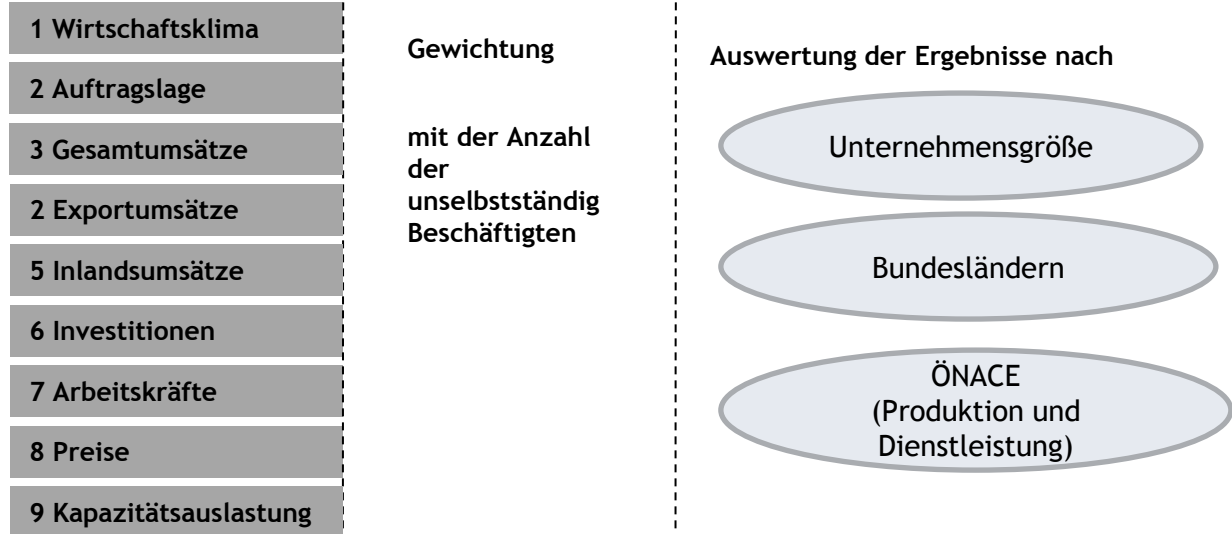 1 Wirtschaftsklima
2 Auftragslage
3 Gesamtumsätze
2 Exportumsätze
5 Inlandsumsätze
6 Investitionen
7 Arbeitskräfte
8 Preise
9 Kapazitätsauslastung
Gewichtung
mit der Anzahl
der
unselbstständig
Beschäftigten
Auswertung der Ergebnisse nach
Unternehmensgröße
Bundesländern
ÖNACE
(Produktion und
Dienstleistung)